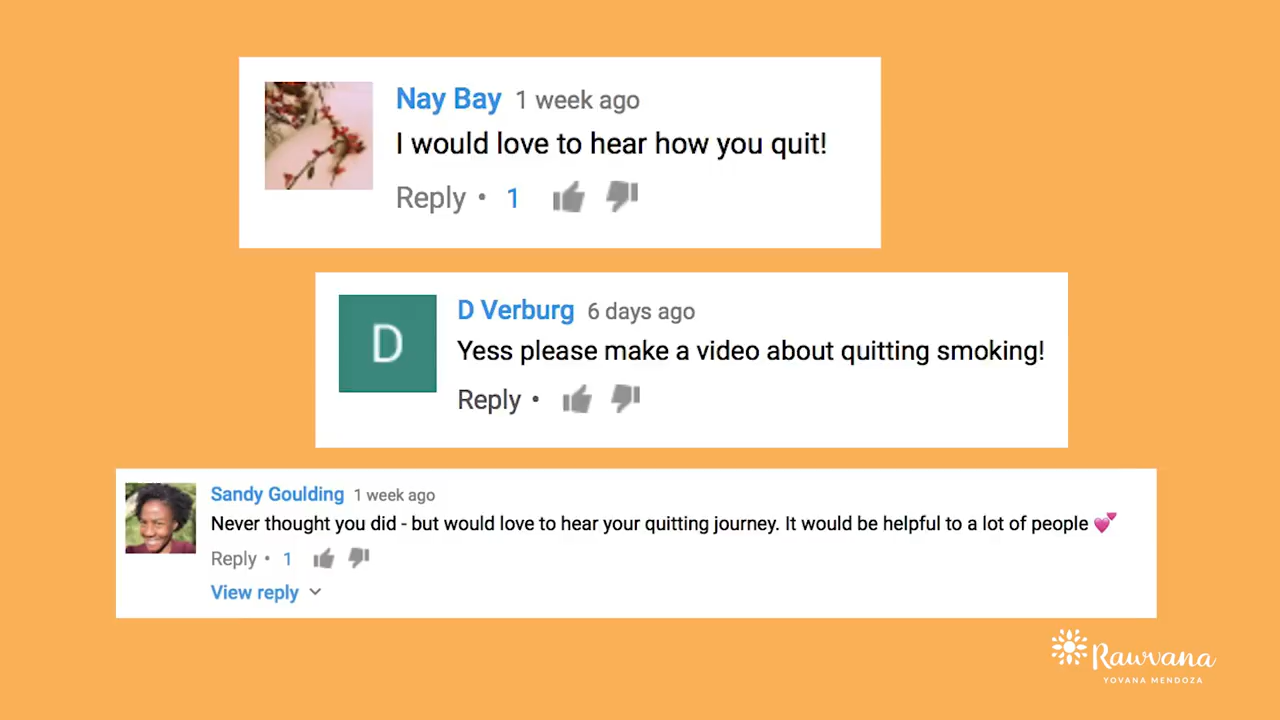 Nay Bay 1 week ago
I would love to hear how you quit!
Reply • 1
D
D Verburg 6 days ago
Yess please make a video about quitting smoking!
Reply •
Sandy Goulding 1 week ago
Never thought you did - but would love to hear your quitting journey. It would be helpful to a lot of people 💕
Reply • 1
View reply
Rawvana
YOVANA MENDOZA